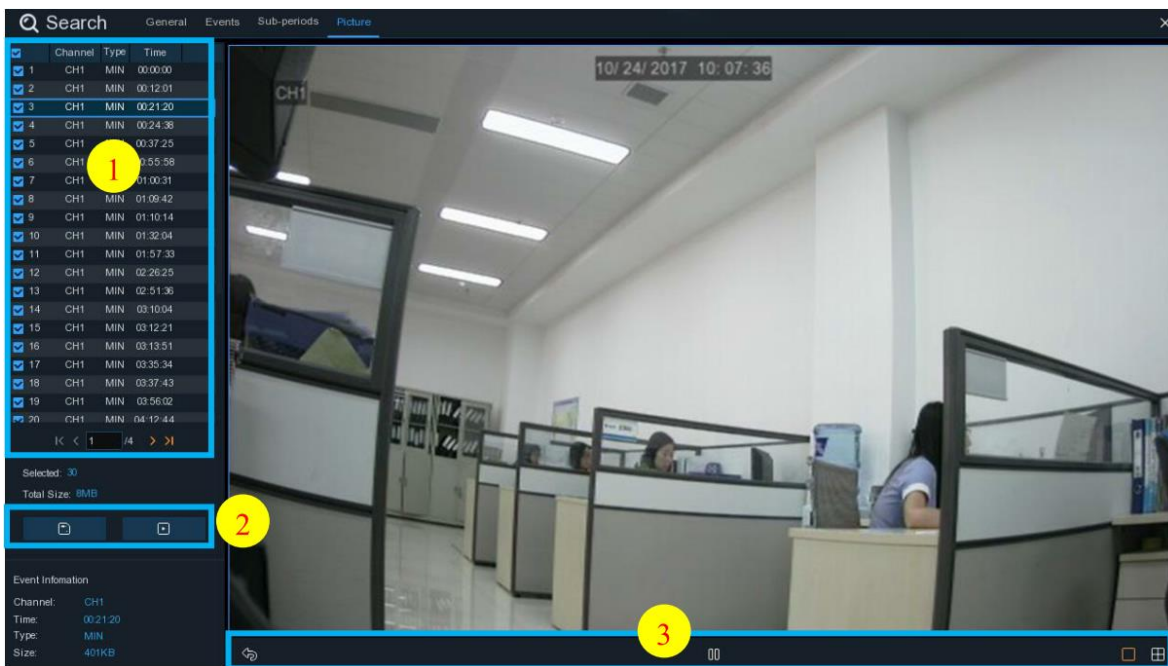 Search General Events Sub-periods Picture
Channel Type Time
1 CH1 MIN 00:00:00
2 CH1 MIN 00:12:01
3 CH1 MIN 00:21:20
4 CH1 MIN 00:24:38
5 CH1 00:37:25
6 CH1 :55:58
7 CH1 01:00:31
8 CH1 MIN 01:09:42
9 CH1 MIN 01:10:14
10 CH1 MIN 01:32:04
11 CH1 MIN 01:57:33
12 CH1 MIN 02:26:25
13 CH1 MIN 02:51:36
14 CH1 MIN 03:10:04
15 CH1 MIN 03:12:21
16 CH1 MIN 03:13:51
17 CH1 MIN 03:35:34
18 CH1 MIN 03:37:43
19 CH1 MIN 03:56:02
20 CH1 MIN 04:12:44
1
1 /4
Selected: 30
Total Size: 8MB
2
Event Infomation
Channel: CH1
Time: 00:21:20
Type: MIN
Size: 401KB
10/24/2017 10:07:36
CH1
3